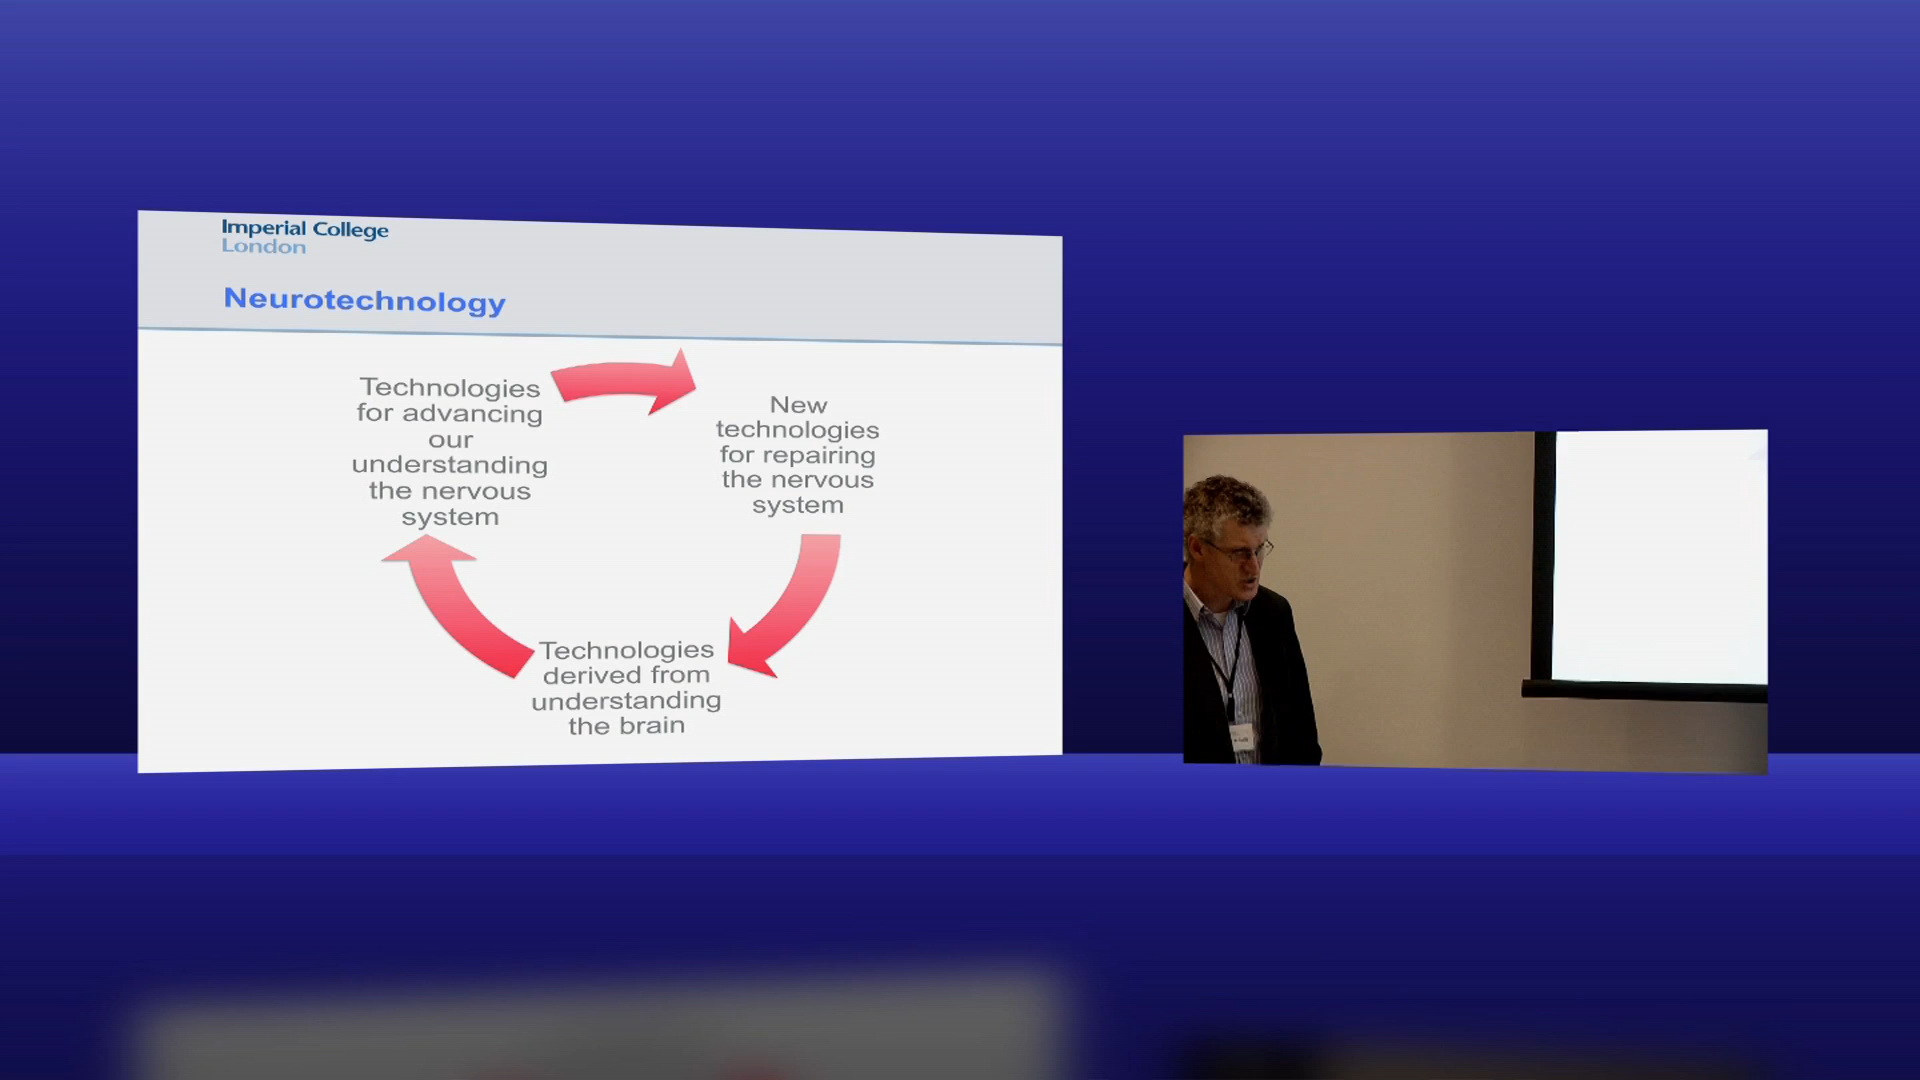 Imperial College
London
Neurotechnology
Technologies
for advancing
our
understanding
the nervous
system
New
technologies
for repairing
the nervous
system
Technologies
derived from
understanding
the brain